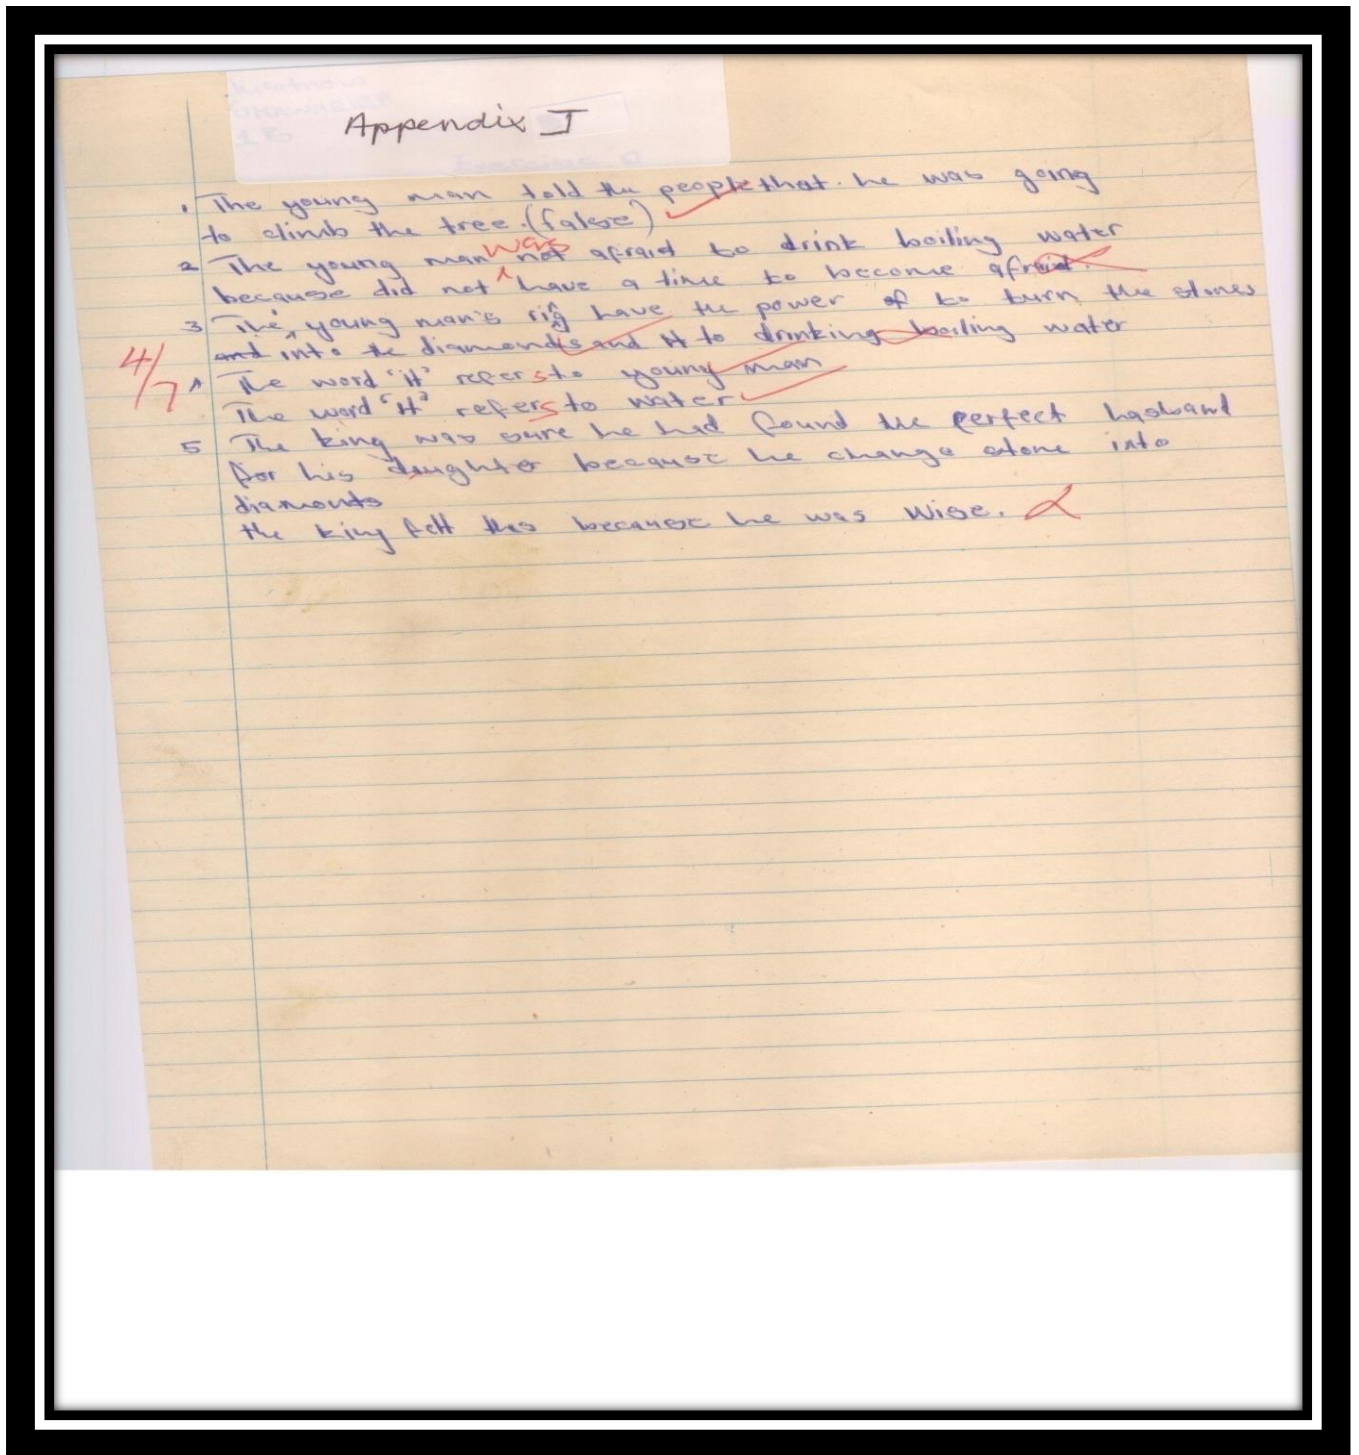 Appendix J
1 The young man told the people that. he was going
to climb the tree. (false)
was
2 The young man not afraid to drink boiling water
because did not have a time to become afraid.
3 The, young man's rig have the power of to turn the stones
and into the diamonds and it to drinking boiling water
4/7
The word "it" refers to young man
The word "it" refers to water
5 The king was sure he had found the perfect hasband
for his daughter because he change stone into
diamonds
the king felt this because he was wise.